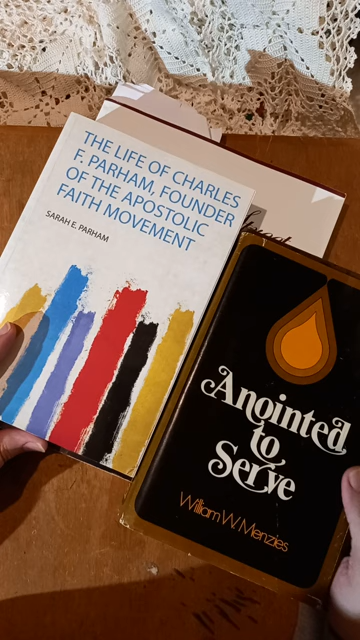 THE LIFE OF CHARLES
F. PARHAM, FOUNDER
OF THE APOSTOLIC
FAITH MOVEMENT
SARAH E. PARHAM
Anointed
to
Serve
William W. Menzies